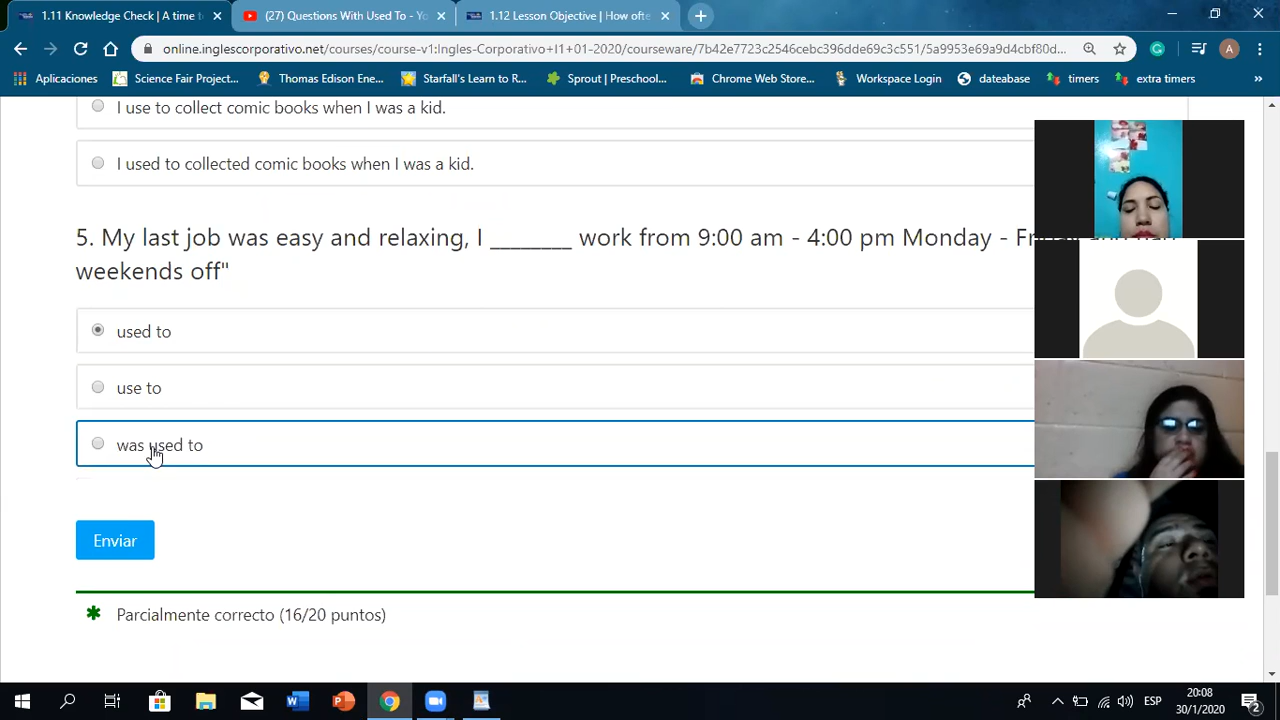 1.11 Knowledge Check | A time to
(27) Questions With Used To - Yo
1.12 Lesson Objective | How ofte
online.inglescorporativo.net/courses/course-v1:Ingles-Corporativo+I1+01-2020/courseware/7b42e7723c2546cebc396dde69c3c551/5a9953e69a9d4cbf80d...
A
Aplicaciones
Science Fair Project...
Thomas Edison Ene...
Starfall's Learn to R...
Sprout | Preschool...
Chrome Web Store...
Workspace Login
dateabase
timers
extra timers
»
I use to collect comic books when I was a kid.
I used to collected comic books when I was a kid.
5. My last job was easy and relaxing, I ________ work from 9:00 am - 4:00 pm Monday -
weekends off"
used to
use to
was used to
Enviar
Parcialmente correcto (16/20 puntos)
ESP
20:08
30/1/2020
2